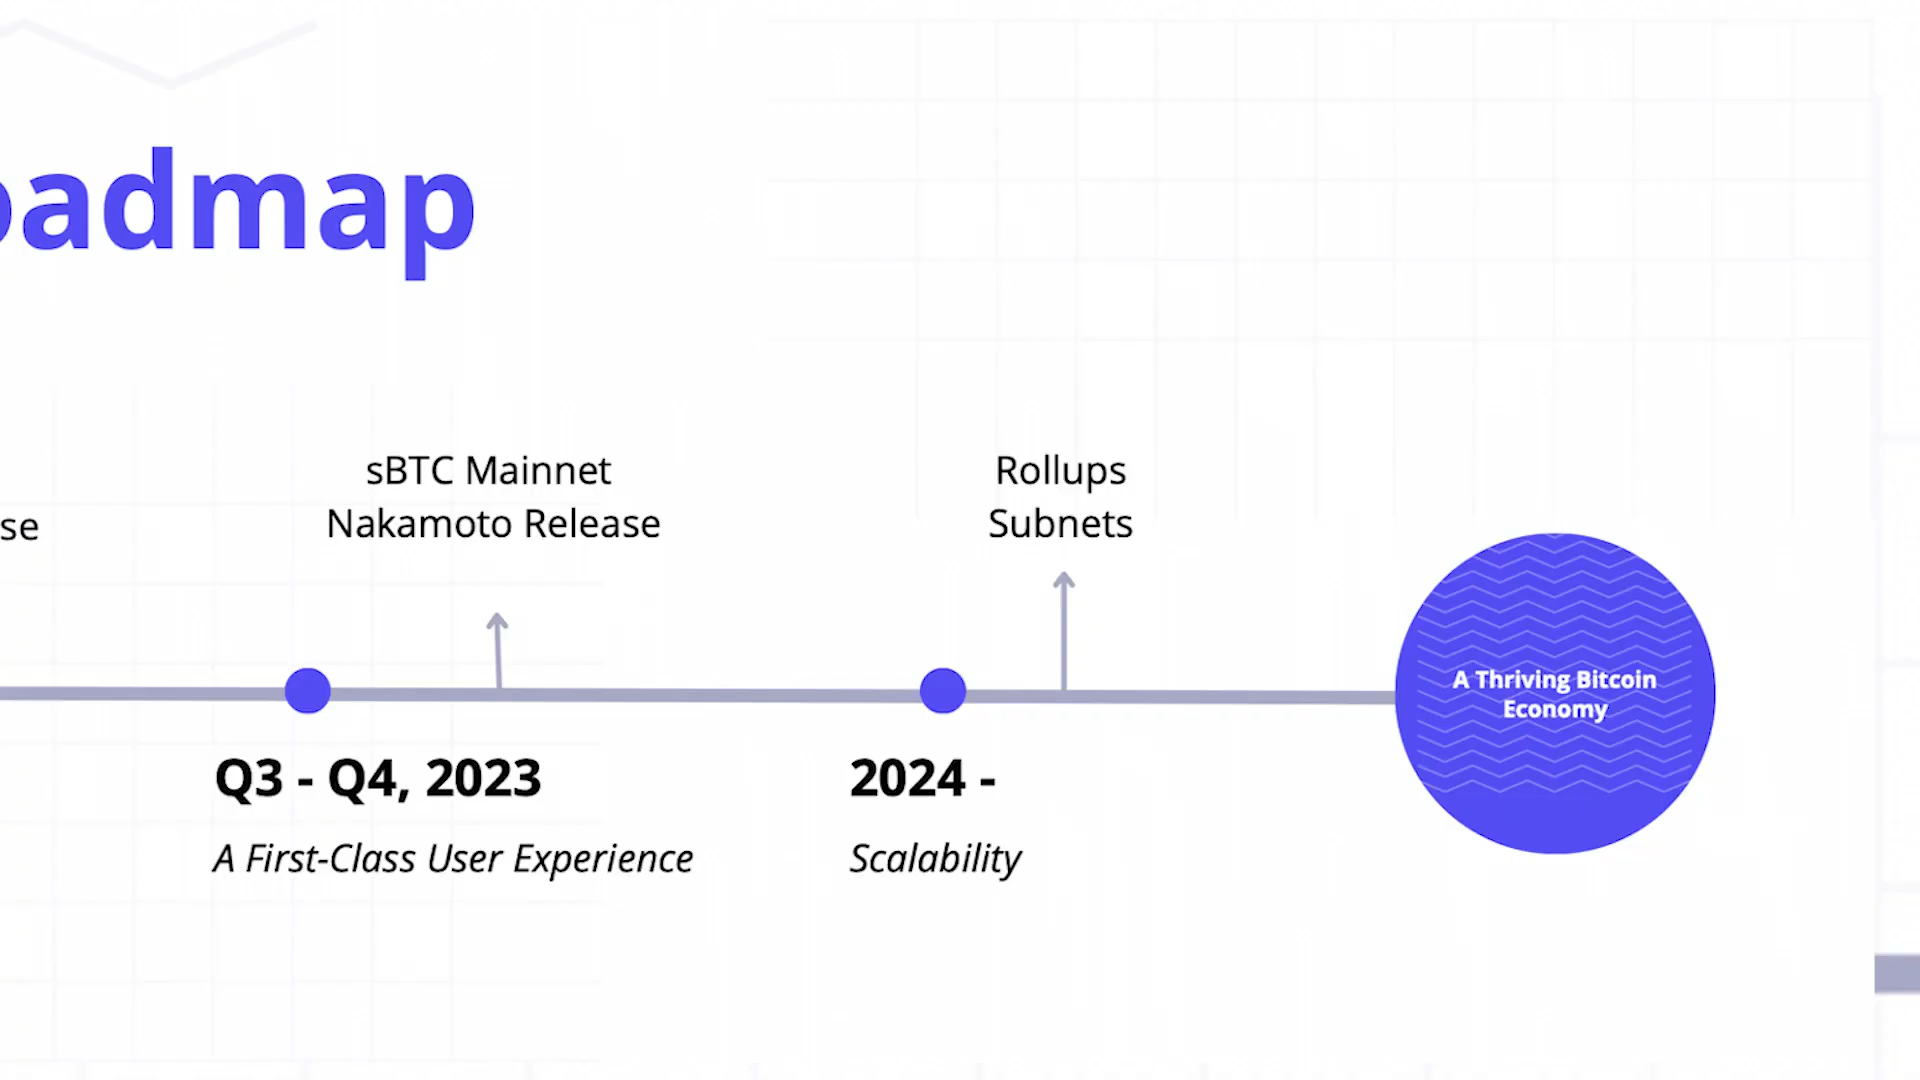 oadmap
se
sBTC Mainnet
Nakamoto Release
Rollups
Subnets
A Thriving Bitcoin
Economy
Q3 - Q4, 2023
A First-Class User Experience
2024 -
Scalability